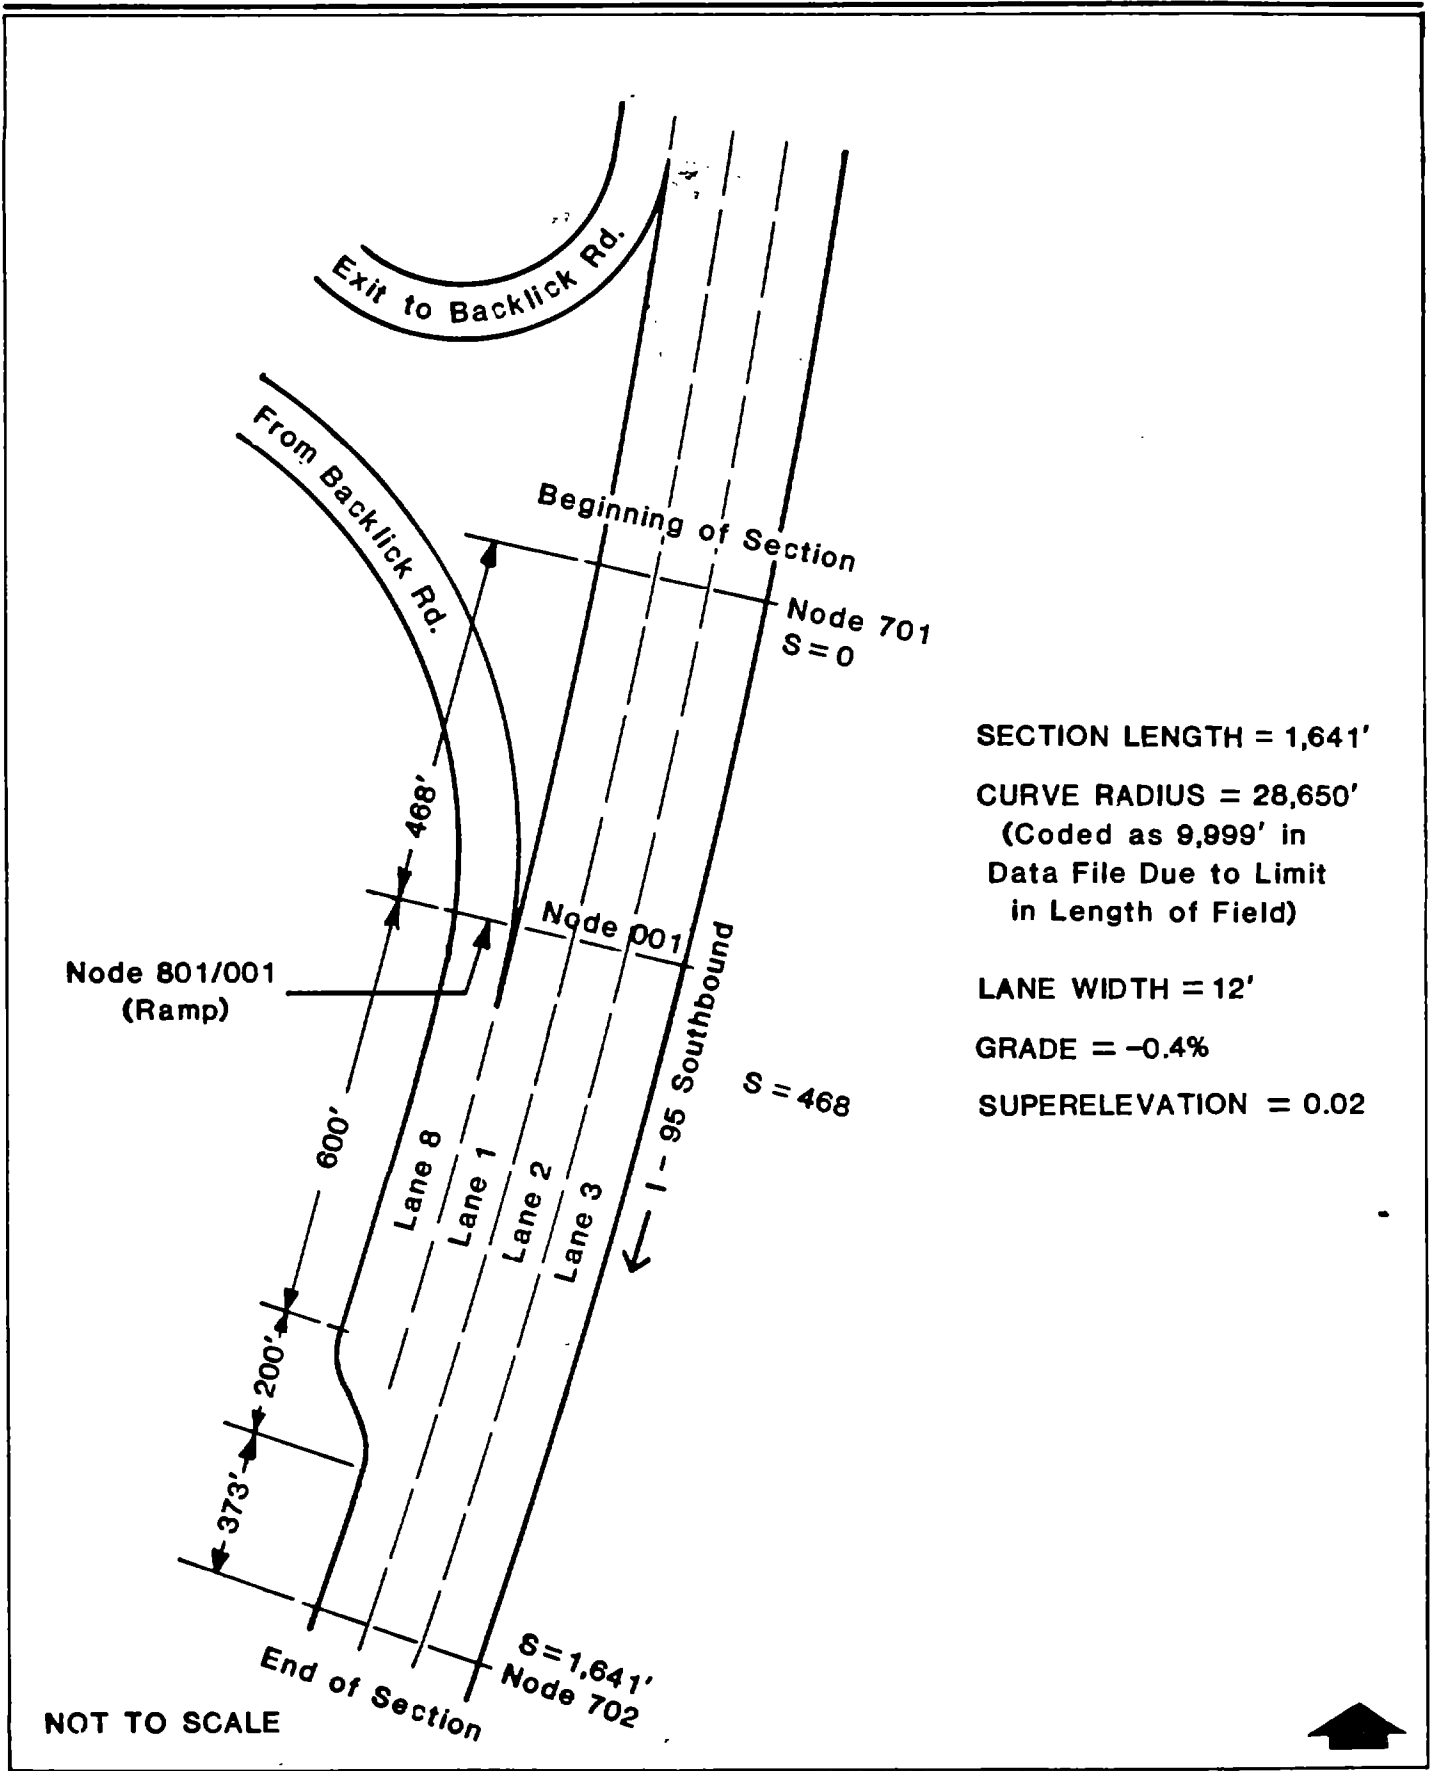 Exit to Backlick Rd.
From Backlick Rd.
Beginning of Section
Node 701
S = 0
468'
Node 001
Node 801/001
(Ramp)
I - 95 Southbound
S = 468
600'
Lane 8
Lane 1
Lane 2
Lane 3
200'
373'
S = 1,641'
Node 702
End of Section
SECTION LENGTH = 1,641'
CURVE RADIUS = 28,650'
(Coded as 9,999' in
Data File Due to Limit
in Length of Field)
LANE WIDTH = 12'
GRADE = -0.4%
SUPERELEVATION = 0.02
NOT TO SCALE